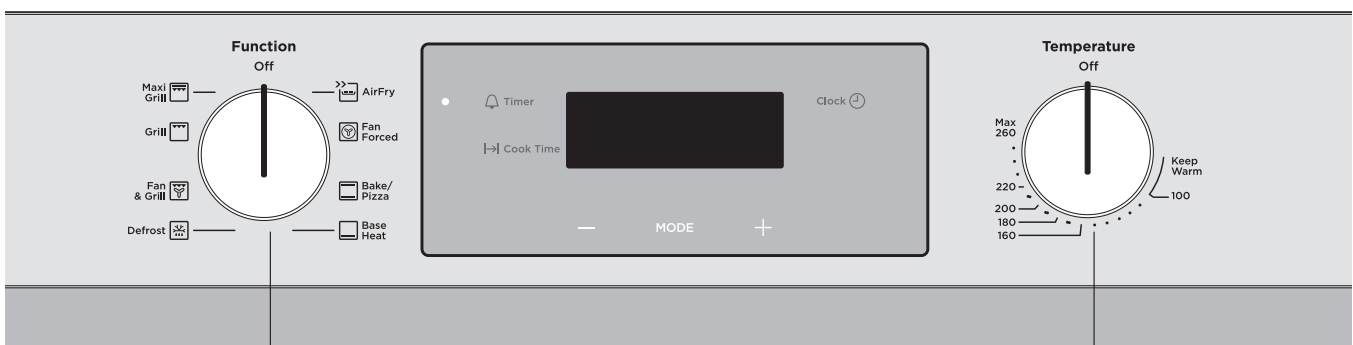 Function
Off
Maxi
Grill
AirFry
Grill
Fan
Forced
Fan
& Grill
Bake/
Pizza
Defrost
Base
Heat
Timer
Clock
Cook Time
MODE
Temperature
Off
Max
260
Keep
Warm
220
100
200
180
160